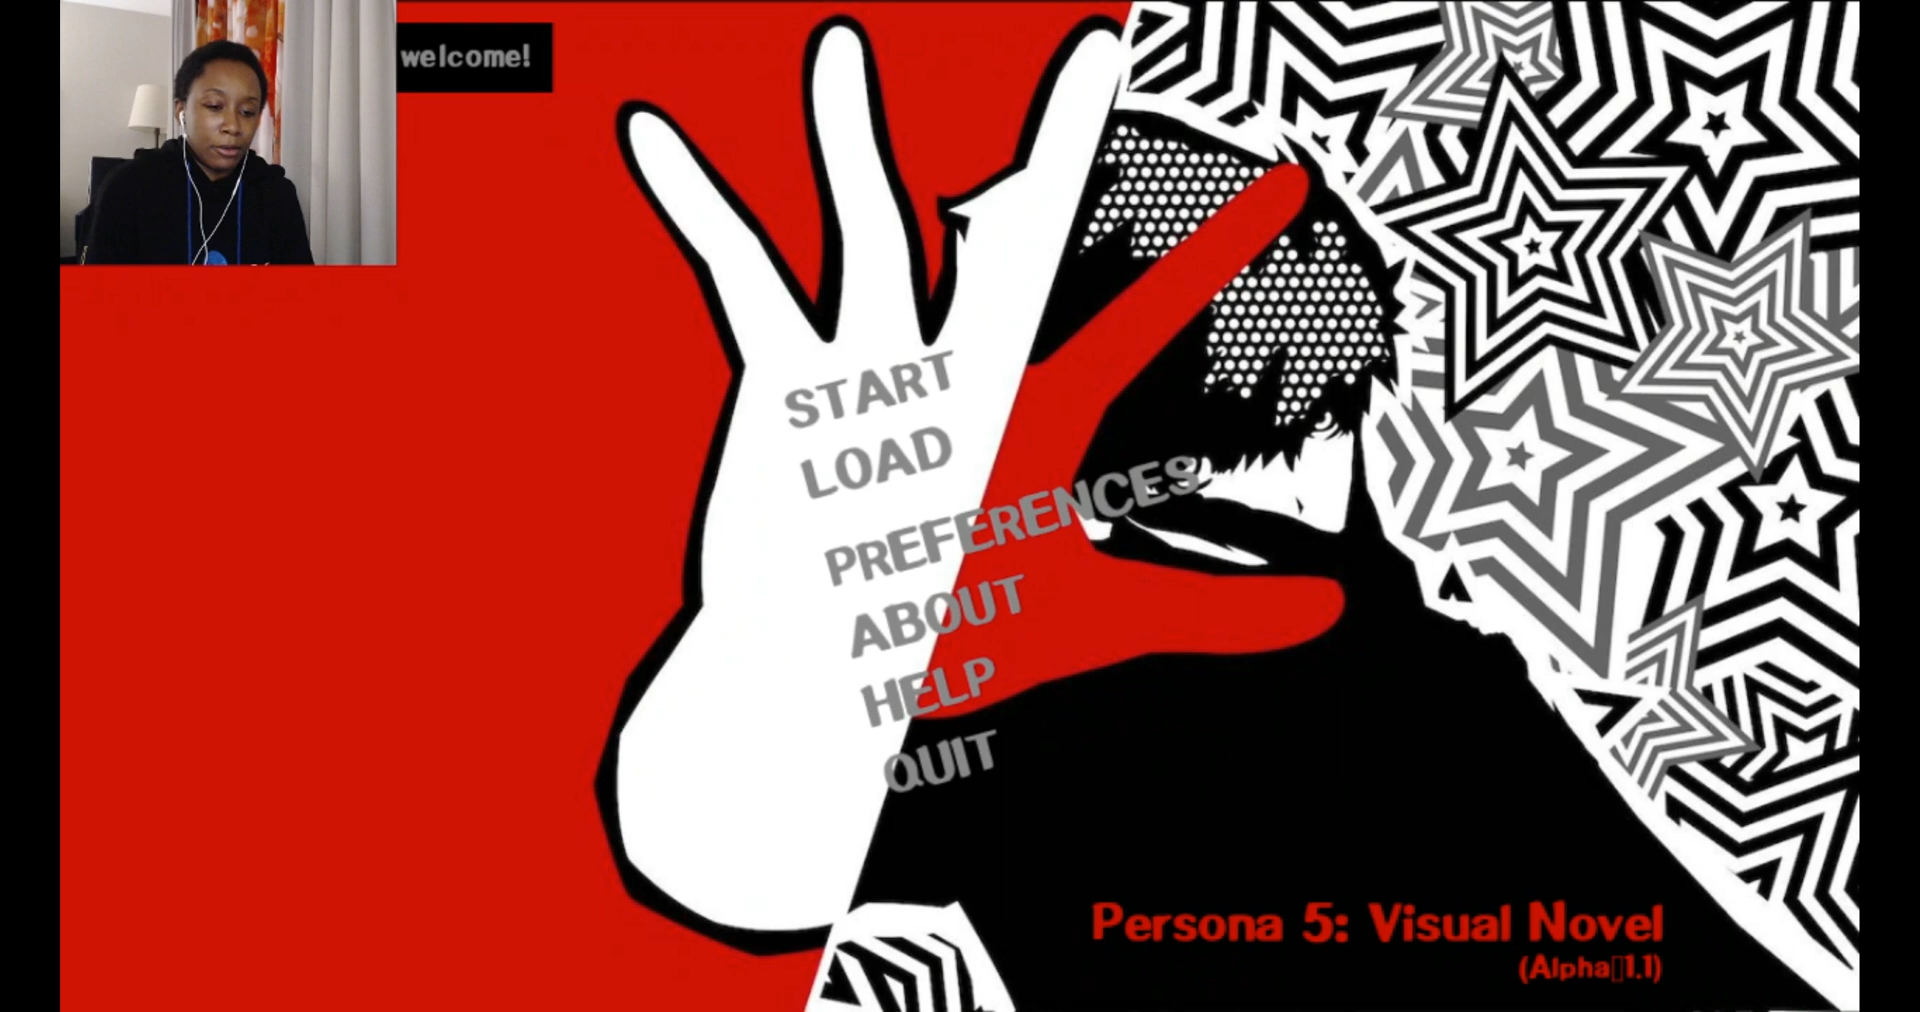 welcome!
START
LOAD
PREFERENCES
ABOUT
HELP
QUIT
Persona 5: Visual Novel
(Alpha▯1.1)